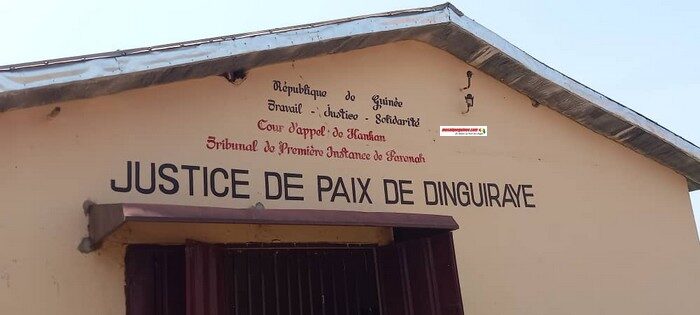 République de Guinée
Travail - Justice - Solidarité
Cour d'appel de Kankan
Tribunal de Première Instance de Faranah
JUSTICE DE PAIX DE DINGUIRAYE